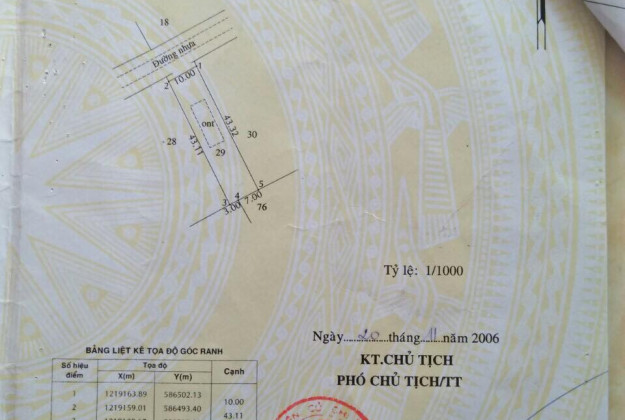 18
Đường nhựa
2 10.00 1
28 43.11 ont 43.32 30
29
3 3.00 4 7.00 5
76
Tỷ lệ: 1/1000
Ngày 20 tháng 11 năm 2006
KT.CHỦ TỊCH
PHÓ CHỦ TỊCH/TT
BẢNG LIỆT KÊ TỌA ĐỘ GÓC RANH
Số hiệu điểm Tọa độ Cạnh
X(m) Y(m)
1 1219163.89 586502.13
10.00
2 1219159.01 586493.40
43.11